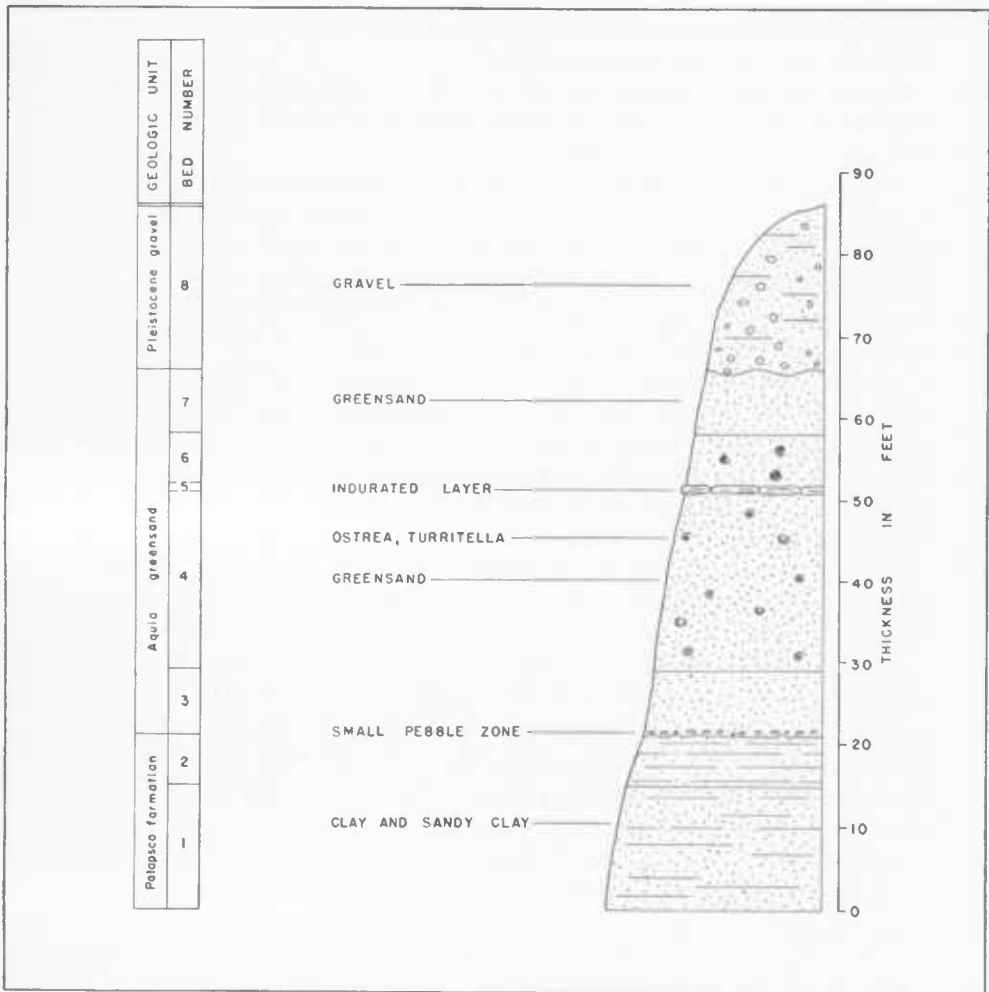 GEOLOGIC UNIT
BED NUMBER
Pleistocene gravel
8
Aquia greensand
7
6
5
4
3
Patapsco formation
2
1
GRAVEL
GREENSAND
INDURATED LAYER
OSTREA, TURRITELLA
GREENSAND
SMALL PEBBLE ZONE
CLAY AND SANDY CLAY
90
80
70
60
50
40
30
20
10
0
THICKNESS IN FEET